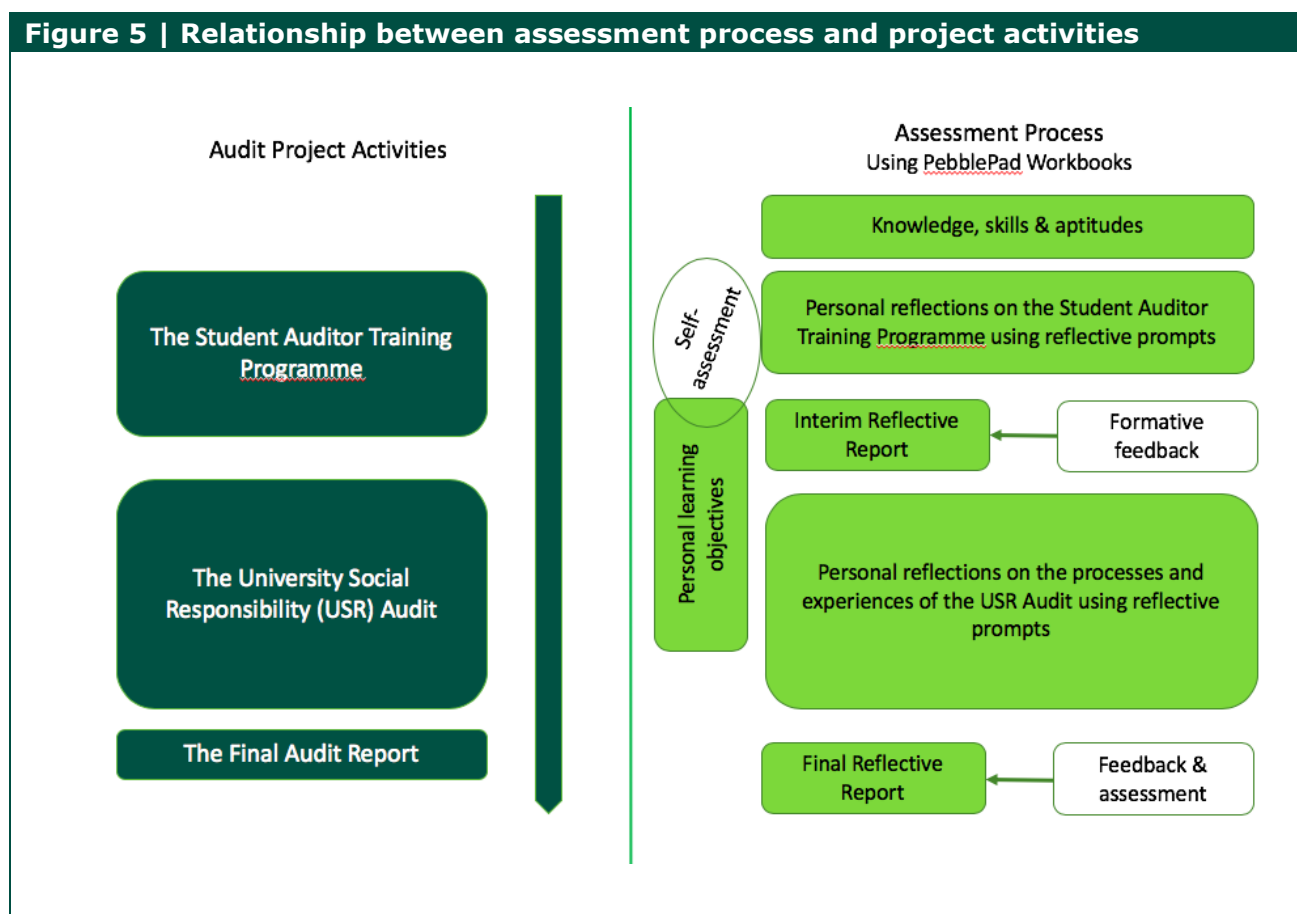 Figure 5 | Relationship between assessment process and project activities
Audit Project Activities
The Student Auditor Training
Programme
The University Social
Responsibility (USR) Audit
The Final Audit Report
Assessment Process
Using PebblePad Workbooks
Knowledge, skills & aptitudes
Self-
assessment
Personal reflections on the Student Auditor
Training Programme using reflective prompts
Personal learning
objectives
Interim Reflective
Report
Formative
feedback
Personal reflections on the processes and
experiences of the USR Audit using reflective
prompts
Final Reflective
Report
Feedback &
assessment